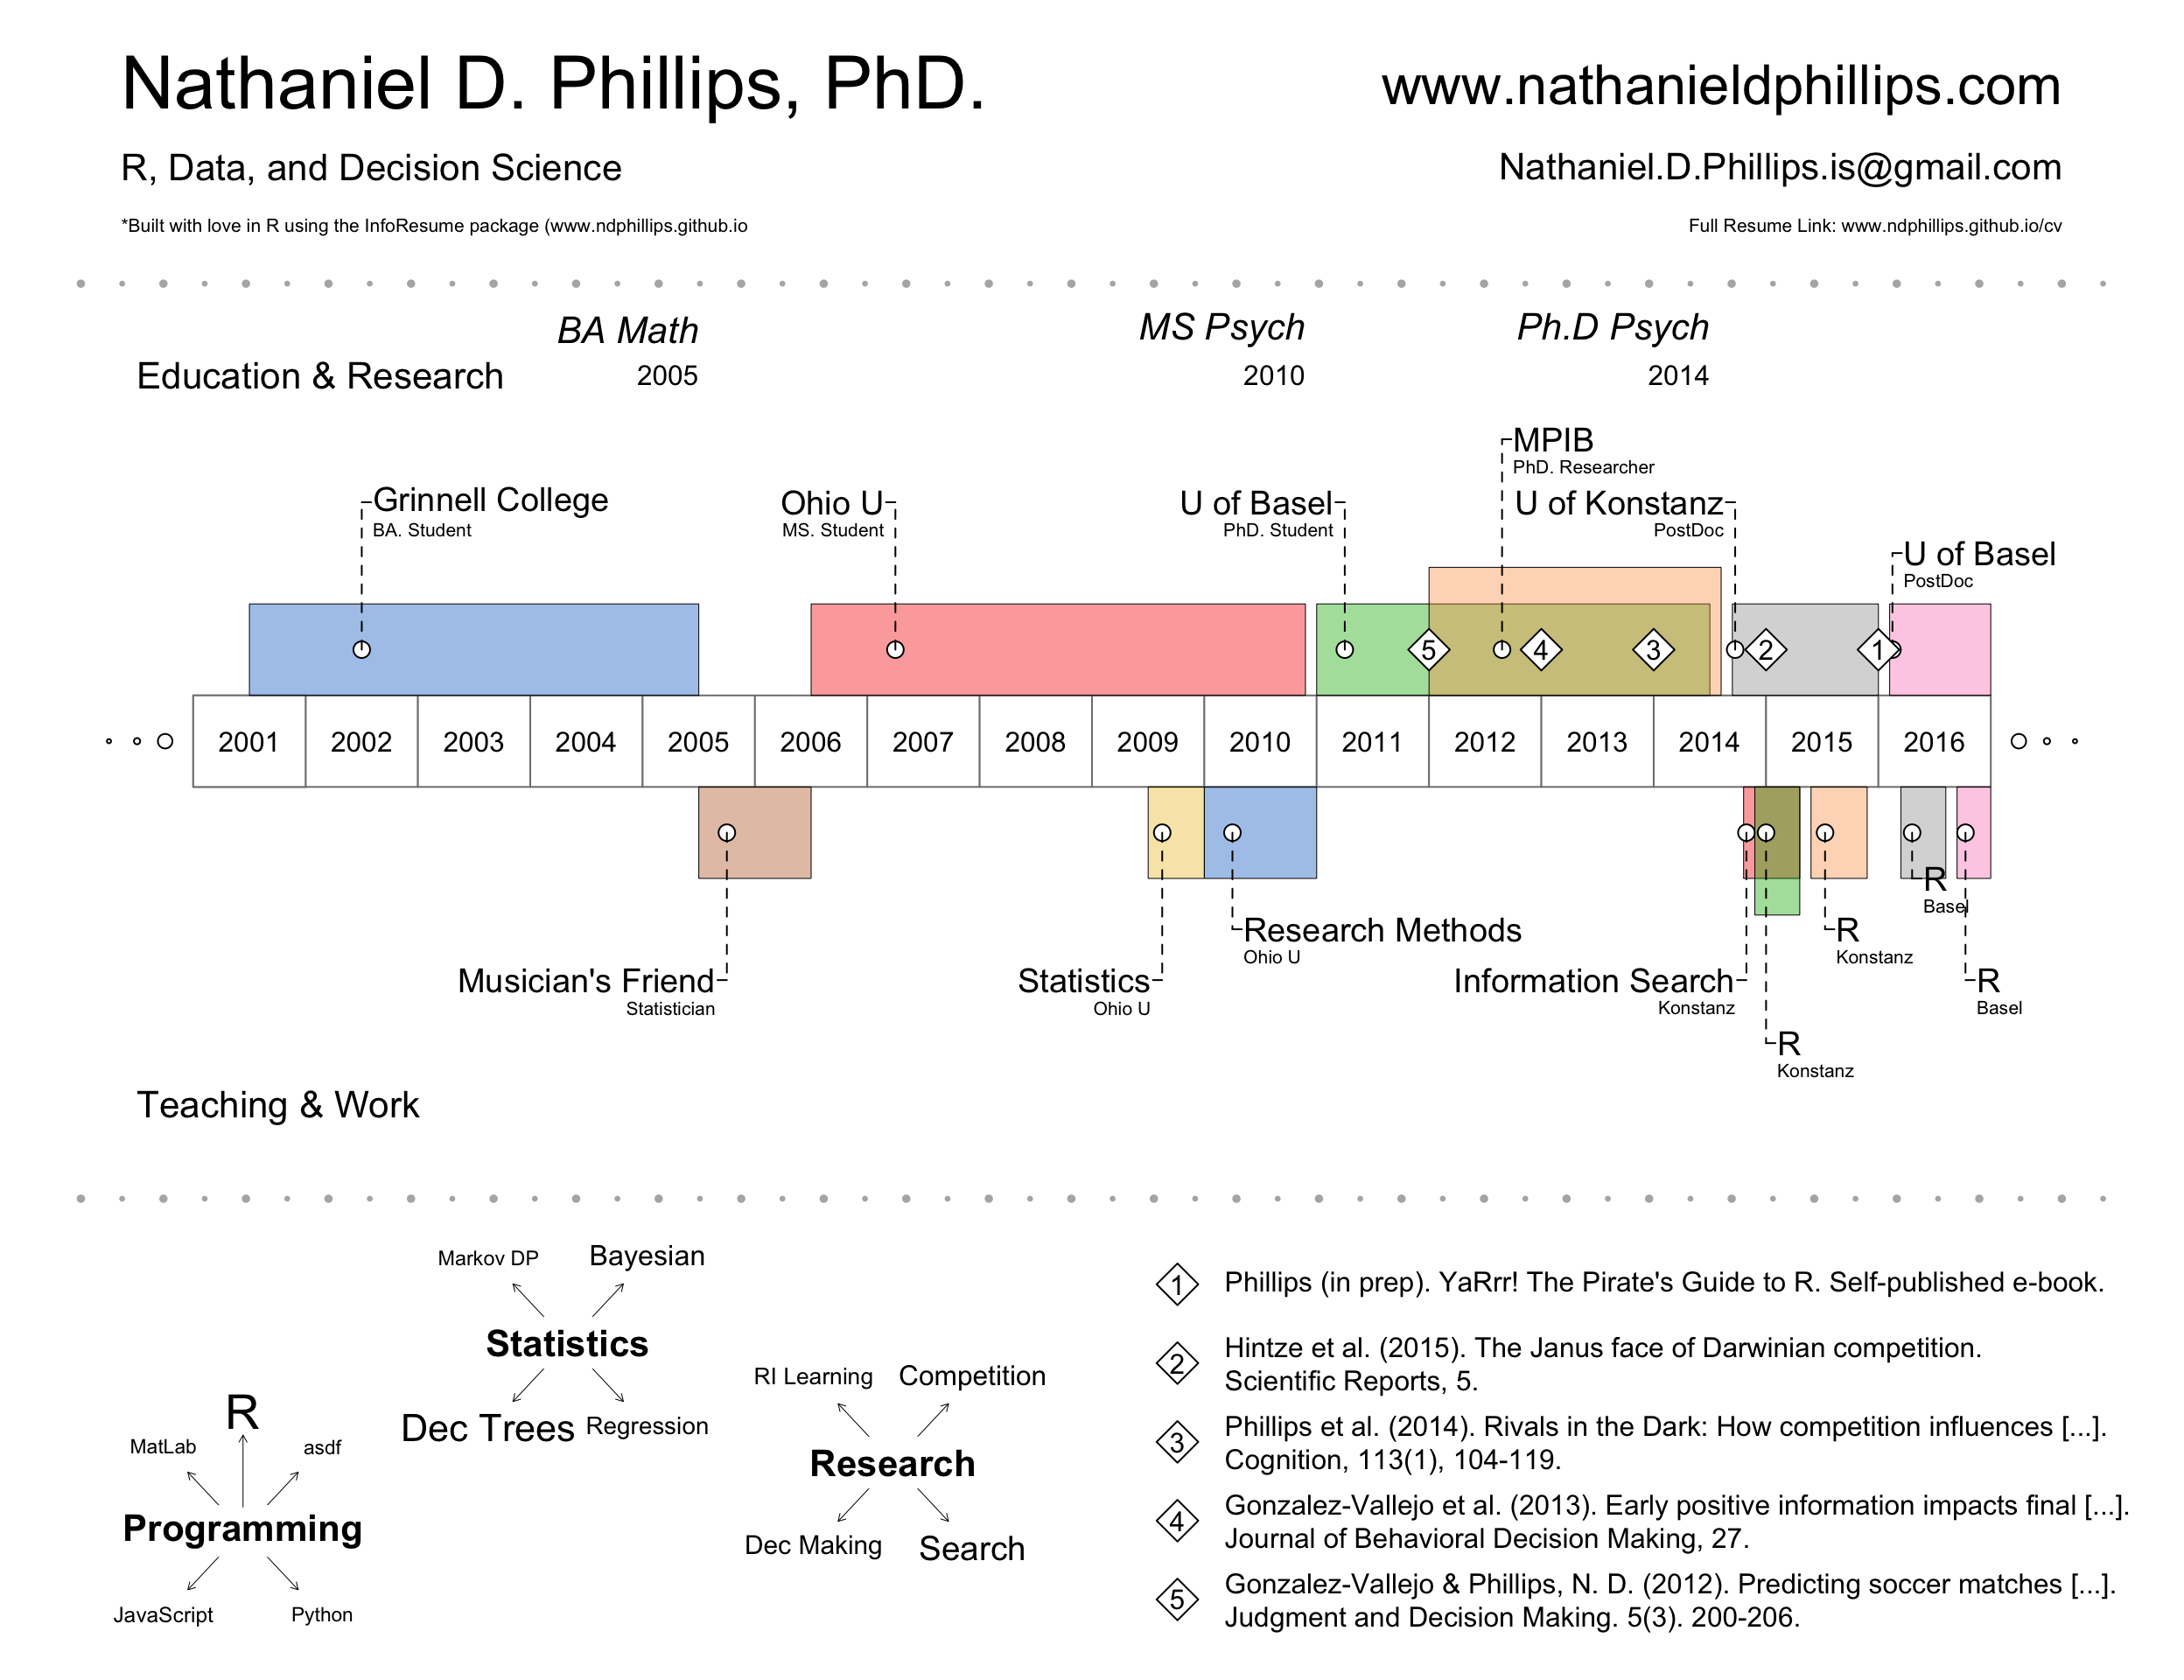 Nathaniel D. Phillips, PhD.
www.nathanieldphillips.com
R, Data, and Decision Science
Nathaniel.D.Phillips.is@gmail.com
*Built with love in R using the InfoResume package (www.ndphillips.github.io
Full Resume Link: www.ndphillips.github.io/cv
BA Math
2005
MS Psych
2010
Ph.D Psych
2014
Education & Research
MPIB
PhD. Researcher
Grinnell College
BA. Student
Ohio U
MS. Student
U of Basel
PhD. Student
U of Konstanz
PostDoc
U of Basel
PostDoc
5 4 3 2 1
2001 2002 2003 2004 2005 2006 2007 2008 2009 2010 2011 2012 2013 2014 2015 2016
Musician's Friend
Statistician
Statistics
Ohio U
Research Methods
Ohio U
Information Search
Konstanz
R
Konstanz
R
Konstanz
R
Basel
R
Basel
Teaching & Work
Markov DP
Bayesian
Statistics
Dec Trees
Regression
R
MatLab
asdf
Programming
JavaScript
Python
RI Learning
Competition
Research
Dec Making
Search
1 Phillips (in prep). YaRrr! The Pirate's Guide to R. Self-published e-book.
2 Hintze et al. (2015). The Janus face of Darwinian competition.
Scientific Reports, 5.
3 Phillips et al. (2014). Rivals in the Dark: How competition influences [...].
Cognition, 113(1), 104-119.
4 Gonzalez-Vallejo et al. (2013). Early positive information impacts final [...].
Journal of Behavioral Decision Making, 27.
5 Gonzalez-Vallejo & Phillips, N. D. (2012). Predicting soccer matches [...].
Judgment and Decision Making. 5(3). 200-206.